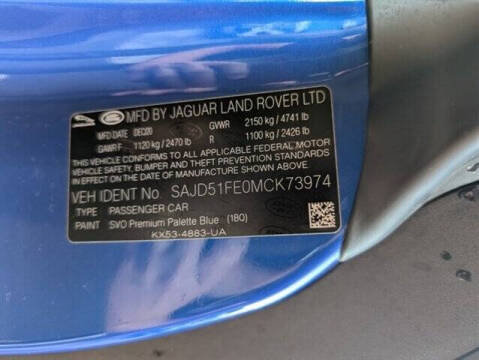 MFD BY JAGUAR LAND ROVER LTD
MFD DATE DEC/20 GVWR 2150 kg / 4741 lb
GAWR F 1120 kg / 2470 lb R 1100 kg / 2426 lb
THIS VEHICLE CONFORMS TO ALL APPLICABLE FEDERAL MOTOR
VEHICLE SAFETY, BUMPER AND THEFT PREVENTION STANDARDS
IN EFFECT ON THE DATE OF MANUFACTURE SHOWN ABOVE.
VEH IDENT No SAJD51FE0MCK73974
TYPE PASSENGER CAR
PAINT SVO Premium Palette Blue (1BQ)
KX53-4883-UA